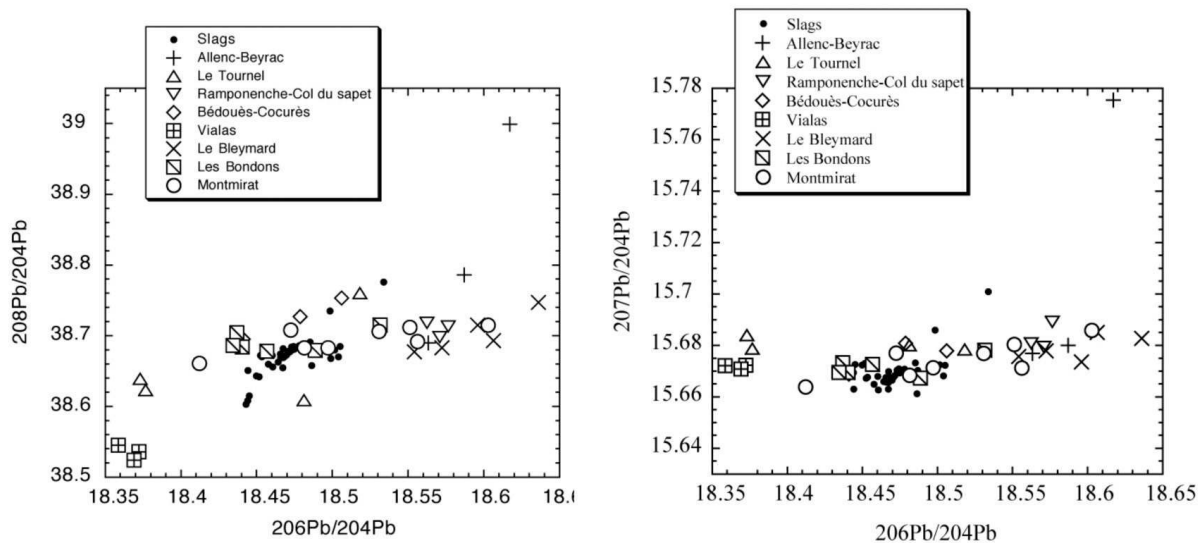 Slags
Allenc-Beyrac
Le Tournel
Ramponenche-Col du sapet
Bédouès-Cocurès
Vialas
Le Bleymard
Les Bondons
Montmirat
39
38.9
38.8
38.7
38.6
38.5
208Pb/204Pb
18.35 18.4 18.45 18.5 18.55 18.6 18.6
206Pb/204Pb
Slags
Allenc-Beyrac
Le Tournel
Ramponenche-Col du sapet
Bédouès-Cocurès
Vialas
Le Bleymard
Les Bondons
Montmirat
15.78
15.76
15.74
15.72
15.7
15.68
15.66
15.64
207Pb/204Pb
18.35 18.4 18.45 18.5 18.55 18.6 18.65
206Pb/204Pb